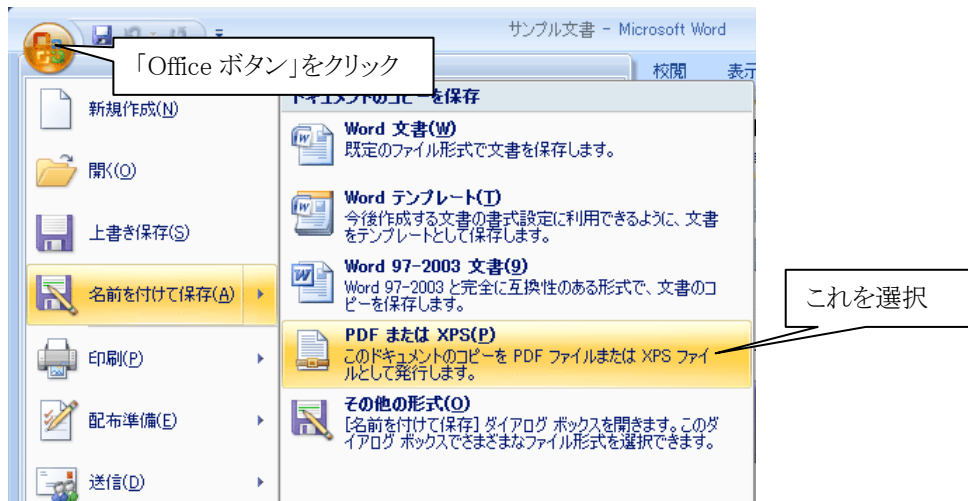 サンプル文書 - Microsoft Word
「Office ボタン」をクリック
校閲 表示
新規作成(N)
開く(O)
上書き保存(S)
名前を付けて保存(A)
印刷(P)
配布準備(E)
送信(D)
ドキュメントのコピーを保存
Word 文書(W)
既定のファイル形式で文書を保存します。
Word テンプレート(T)
今後作成する文書の書式設定に利用できるように、文書
をテンプレートとして保存します。
Word 97-2003 文書(9)
Word 97-2003 と完全に互換性のある形式で、文書のコ
ピーを保存します。
PDF または XPS(P)
このドキュメントのコピーを PDF ファイルまたは XPS ファイ
ルとして発行します。
その他の形式(O)
[名前を付けて保存] ダイアログ ボックスを開きます。このダ
イアログ ボックスでさまざまなファイル形式を選択できます。
これを選択